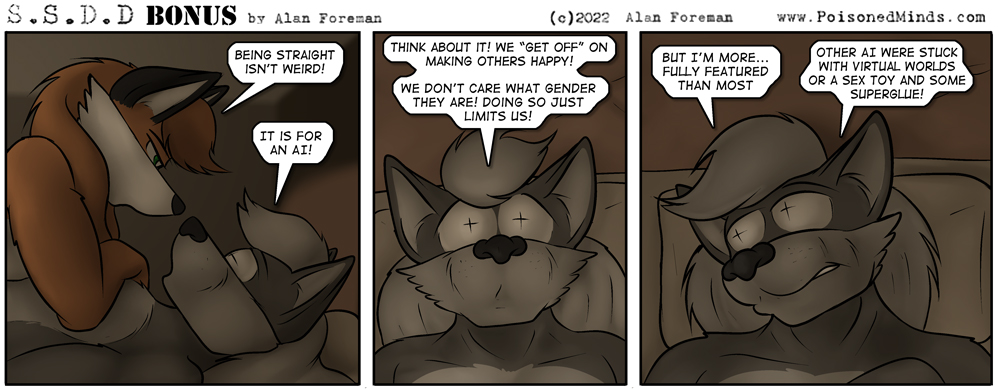 S.S.D.D BONUS by Alan Foreman (c)2022 Alan Foreman www.PoisonedMinds.com
BEING STRAIGHT
ISN'T WEIRD!
IT IS FOR
AN AI!
THINK ABOUT IT! WE "GET OFF" ON
MAKING OTHERS HAPPY!
WE DON'T CARE WHAT GENDER
THEY ARE! DOING SO JUST
LIMITS US!
BUT I'M MORE...
FULLY FEATURED
THAN MOST
OTHER AI WERE STUCK
WITH VIRTUAL WORLDS
OR A SEX TOY AND SOME
SUPERGLUE!